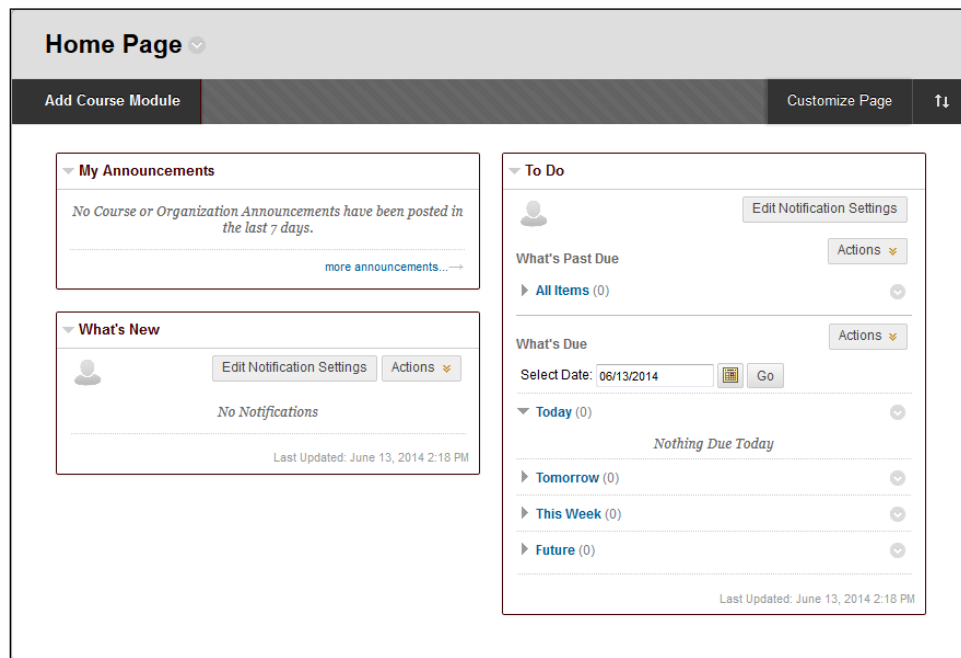 Home Page
Add Course Module
Customize Page
My Announcements
No Course or Organization Announcements have been posted in
the last 7 days.
more announcements...→
What's New
Edit Notification Settings
Actions
No Notifications
Last Updated: June 13, 2014 2:18 PM
To Do
Edit Notification Settings
What's Past Due
Actions
All Items (0)
What's Due
Actions
Select Date: 06/13/2014 Go
Today (0)
Nothing Due Today
Tomorrow (0)
This Week (0)
Future (0)
Last Updated: June 13, 2014 2:18 PM